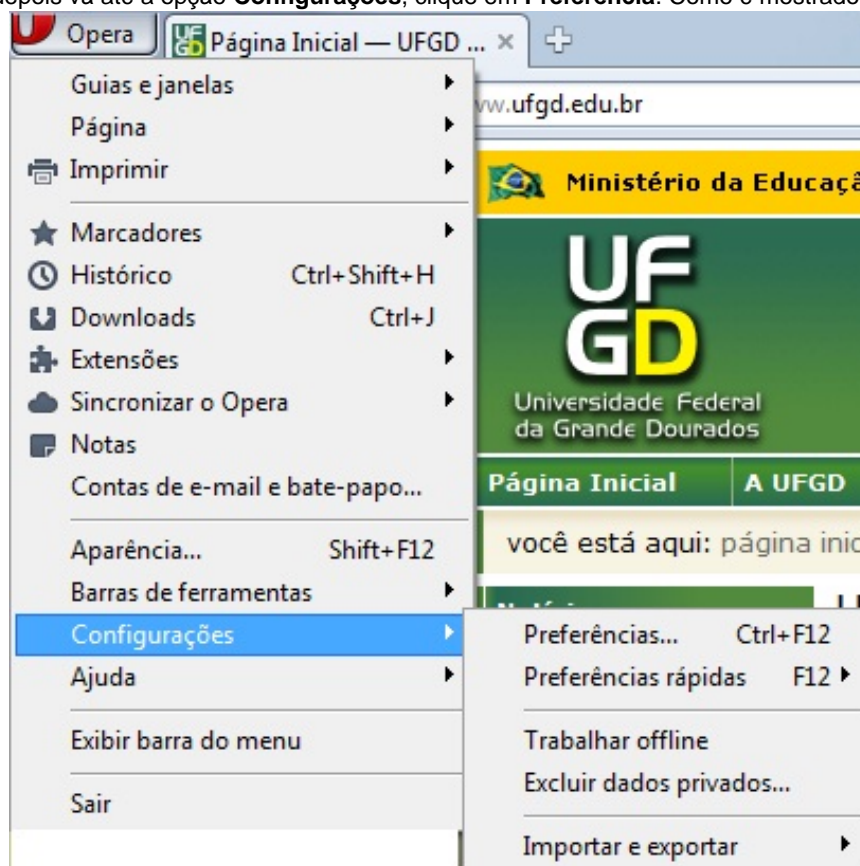 depois vá até a opção Configurações, clique em Preferência. Como é mostrado
Opera
Página Inicial — UFGD ...
Guias e janelas
Página
Imprimir
Marcadores
Histórico Ctrl+Shift+H
Downloads Ctrl+J
Extensões
Sincronizar o Opera
Notas
Contas de e-mail e bate-papo...
Aparência... Shift+F12
Barras de ferramentas
Configurações
Ajuda
Exibir barra do menu
Sair
ww.ufgd.edu.br
Ministério da Educaçã
UF
GD
Universidade Federal
da Grande Dourados
Página Inicial A UFGD
você está aqui: página inic
Preferências... Ctrl+F12
Preferências rápidas F12
Trabalhar offline
Excluir dados privados...
Importar e exportar